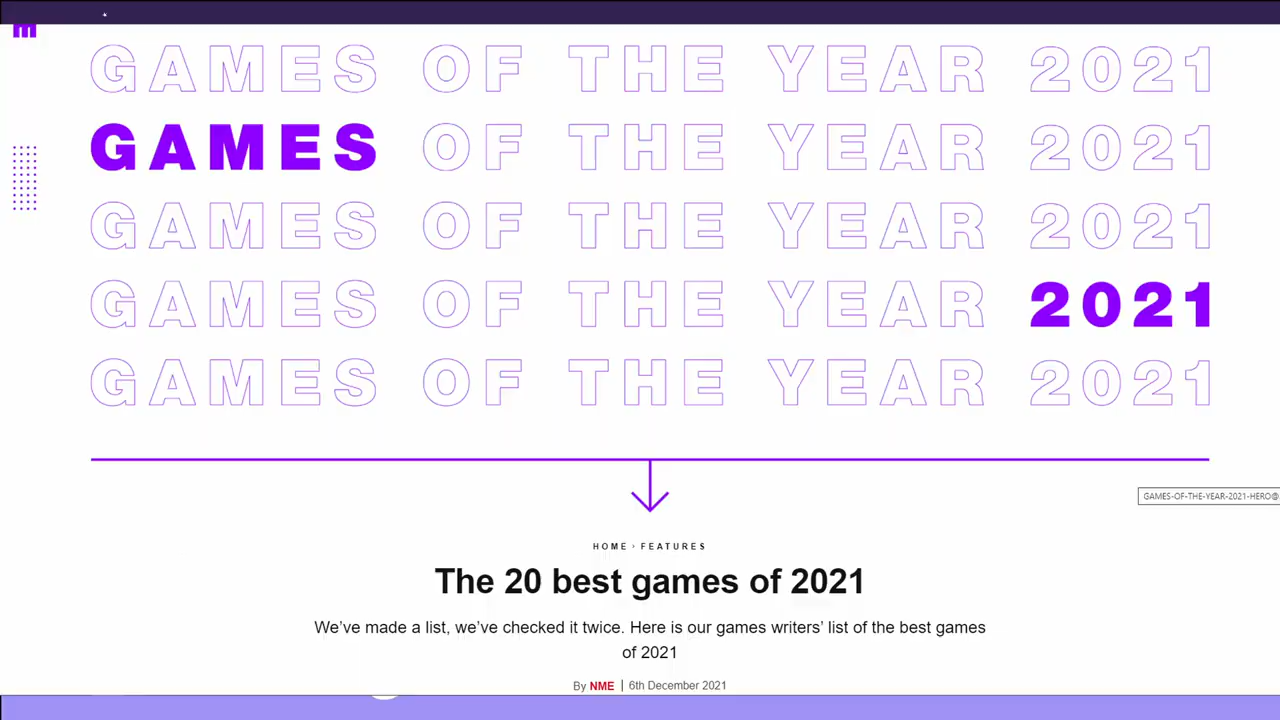 GAMES OF THE YEAR 2021
GAMES OF THE YEAR 2021
GAMES OF THE YEAR 2021
GAMES OF THE YEAR 2021
GAMES OF THE YEAR 2021
GAMES-OF-THE-YEAR-2021-HERO@
HOME › FEATURES
The 20 best games of 2021
We’ve made a list, we’ve checked it twice. Here is our games writers’ list of the best games
of 2021
By NME | 6th December 2021